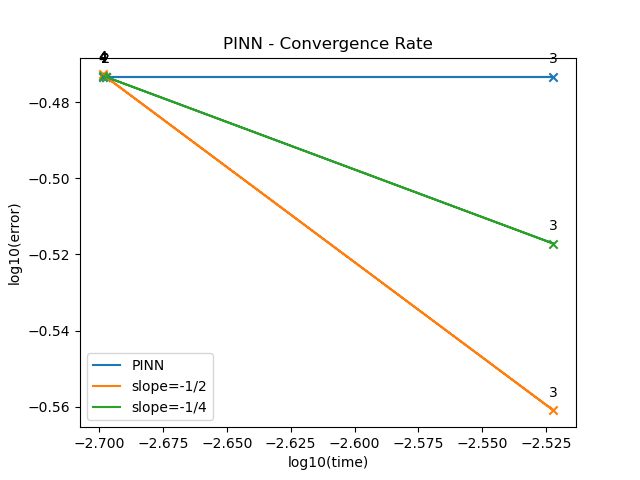 PINN - Convergence Rate
3
3
3
−0.48
−0.50
−0.52
−0.54
−0.56
log10(error)
PINN
slope=-1/2
slope=-1/4
−2.700 −2.675 −2.650 −2.625 −2.600 −2.575 −2.550 −2.525
log10(time)